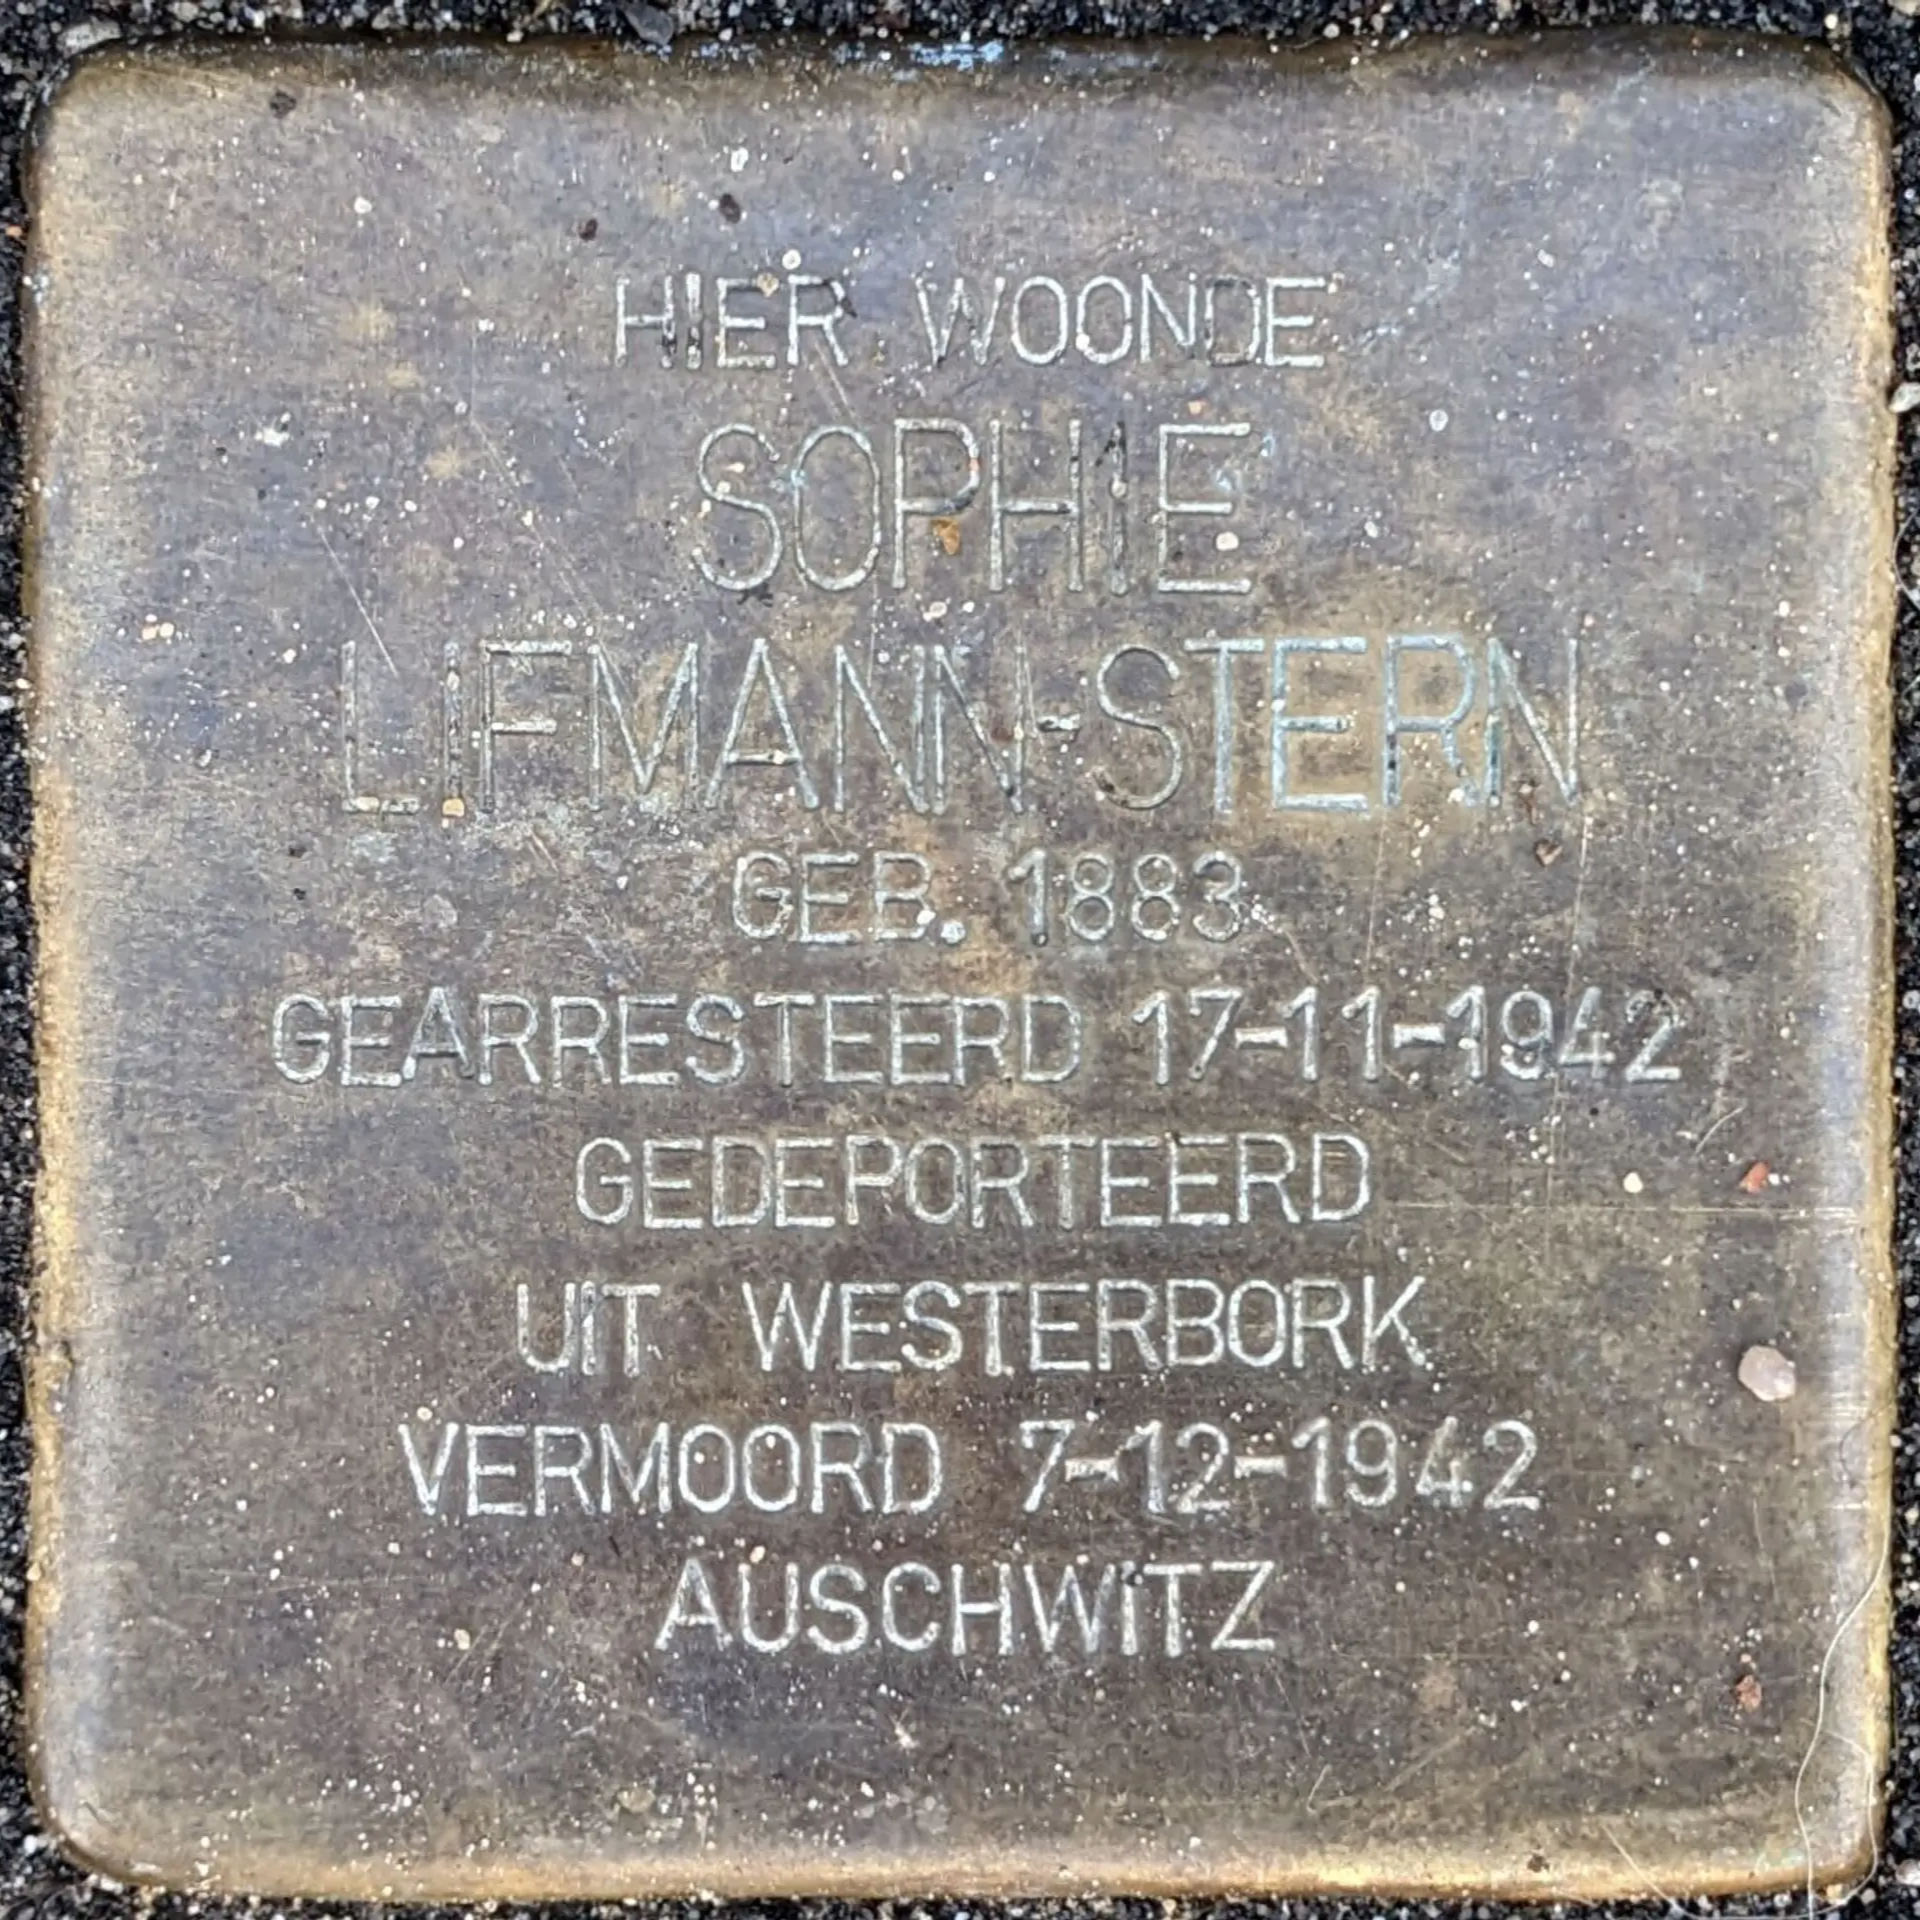 HIER WOONDE
SOPHIE
LIFMANN-STERN
GEB. 1883
GEARRESTEERD 17-11-1942
GEDEPORTEERD
UIT WESTERBORK
VERMOORD 7-12-1942
AUSCHWITZ